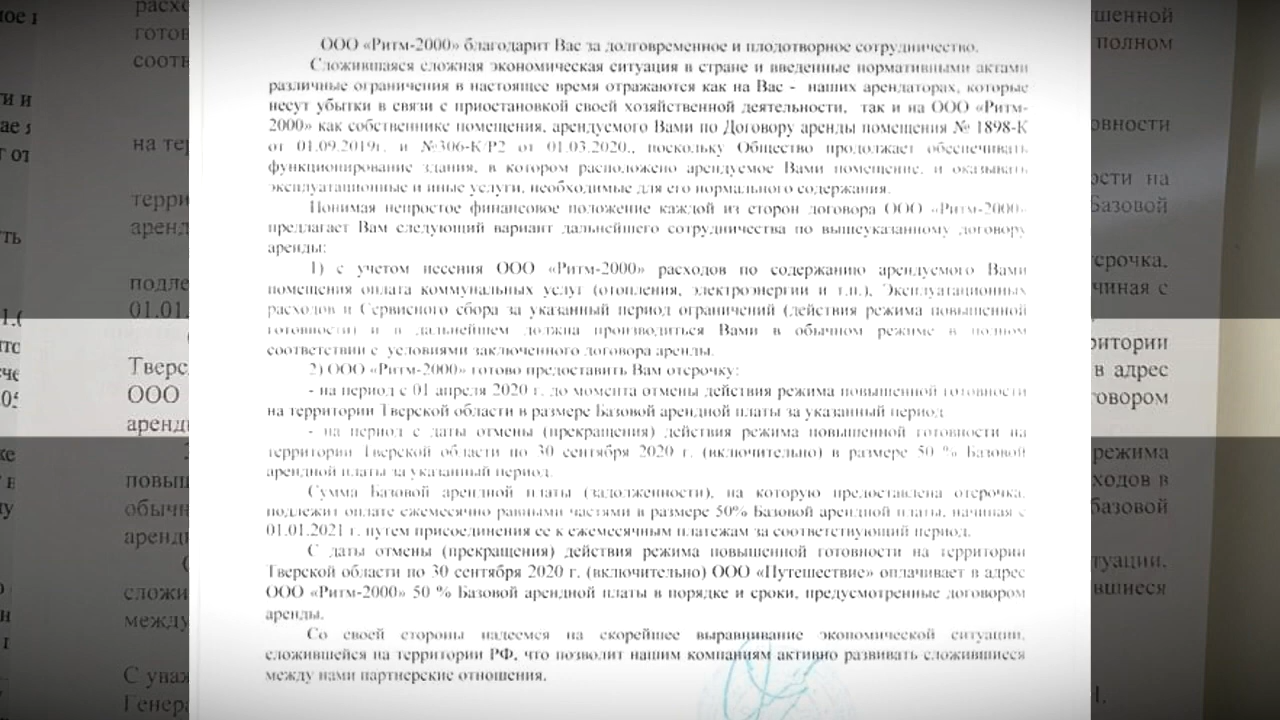 ООО «Ритм-2000» благодарит Вас за долговременное и плодотворное сотрудничество.
Сложившаяся сложная экономическая ситуация в стране и введенные нормативными актами
различные ограничения в настоящее время отражаются как на Вас - наших арендаторах, которые
несут убытки в связи с приостановкой своей хозяйственной деятельности, так и на ООО «Ритм-
2000» как собственнике помещения, арендуемого Вами по Договору аренды помещения № 1898-К
от 01.09.2019г. и №306-К/Р2 от 01.03.2020., поскольку Общество продолжает обеспечивать
функционирование здания, в котором расположено арендуемое Вами помещение, и оказывать
эксплуатационные и иные услуги, необходимые для его нормального содержания.
Понимая непростое финансовое положение каждой из сторон договора ООО «Ритм-2000»
предлагает Вам следующий вариант дальнейшего сотрудничества по вышеуказанному договору
аренды:
1) с учетом несения ООО «Ритм-2000» расходов по содержанию арендуемого Вами
помещения оплата коммунальных услуг (отопления, электроэнергии и т.п.), Эксплуатационных
расходов и Сервисного сбора за указанный период ограничений (действия режима повышенной
готовности) и в дальнейшем должна производиться Вами в обычном режиме в полном
соответствии с условиями заключенного договора аренды.
2) ООО «Ритм-2000» готово предоставить Вам отсрочку:
- на период с 01 апреля 2020 г. до момента отмены действия режима повышенной готовности
на территории Тверской области в размере Базовой арендной платы за указанный период
- на период с даты отмены (прекращения) действия режима повышенной готовности на
территории Тверской области по 30 сентября 2020 г. (включительно) в размере 50 % Базовой
арендной платы за указанный период.
Сумма Базовой арендной платы (задолженности), на которую предоставлена отсрочка,
подлежит оплате ежемесячно равными частями в размере 50% Базовой арендной платы, начиная с
01.01.2021 г. путем присоединения ее к ежемесячным платежам за соответствующий период.
С даты отмены (прекращения) действия режима повышенной готовности на территории
Тверской области по 30 сентября 2020 г. (включительно) ООО «Путешествие» оплачивает в адрес
ООО «Ритм-2000» 50 % Базовой арендной платы в порядке и сроки, предусмотренные договором
аренды.
Со своей стороны надеемся на скорейшее выравнивание экономической ситуации,
сложившейся на территории РФ, что позволит нашим компаниям активно развивать сложившиеся
между нами партнерские отношения.